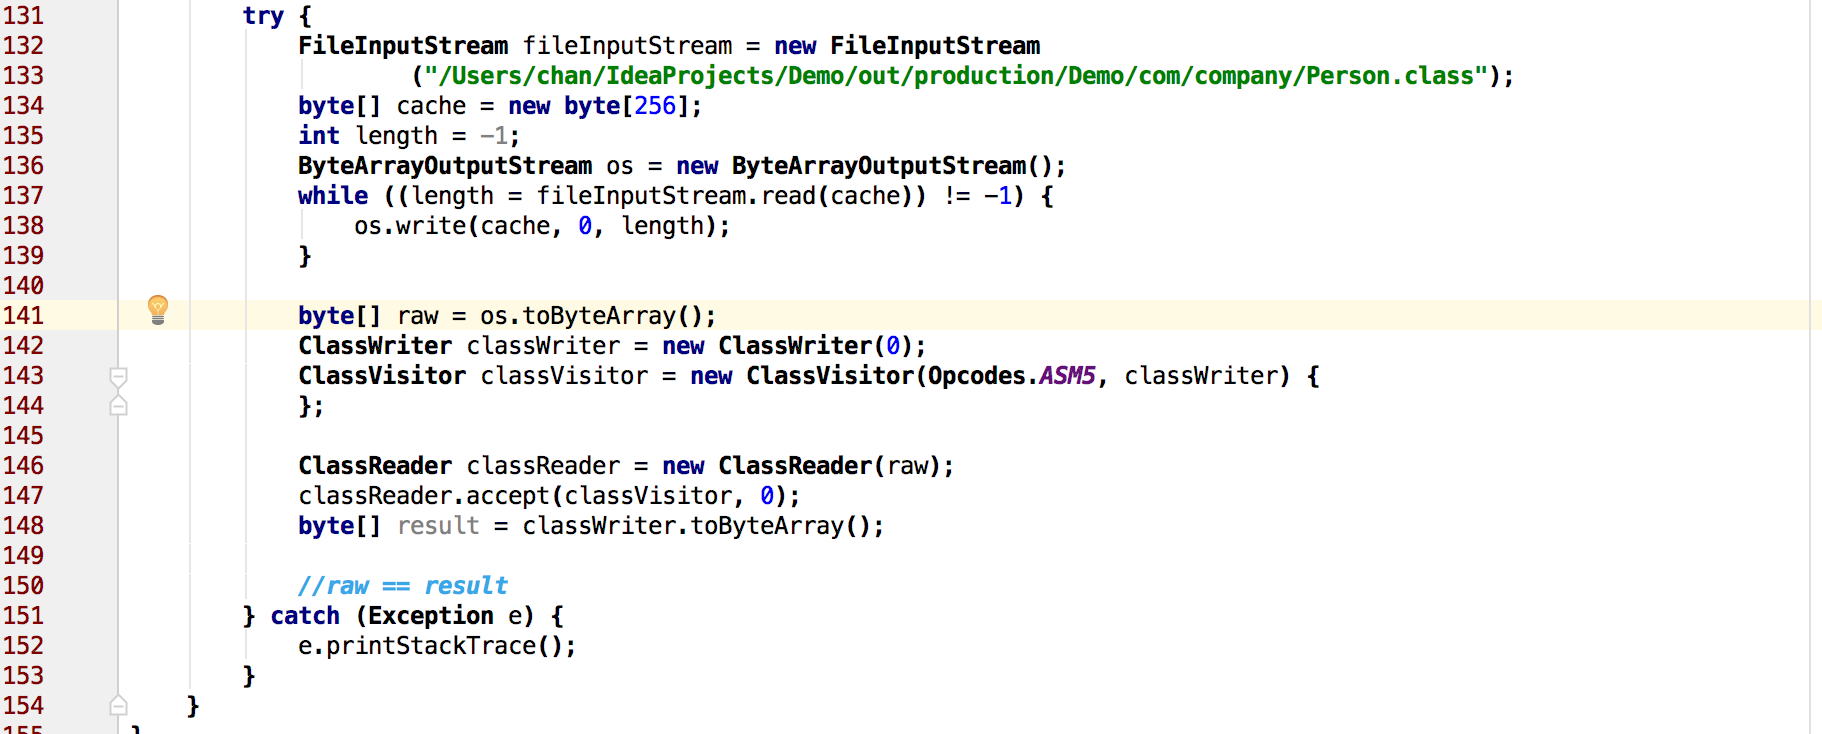 131 try {
132 FileInputStream fileInputStream = new FileInputStream
133 ("/Users/chan/IdeaProjects/Demo/out/production/Demo/com/company/Person.class");
134 byte[] cache = new byte[256];
135 int length = -1;
136 ByteArrayOutputStream os = new ByteArrayOutputStream();
137 while ((length = fileInputStream.read(cache)) != -1) {
138 os.write(cache, 0, length);
139 }
140
141 byte[] raw = os.toByteArray();
142 ClassWriter classWriter = new ClassWriter(0);
143 ClassVisitor classVisitor = new ClassVisitor(Opcodes.ASM5, classWriter) {
144 };
145
146 ClassReader classReader = new ClassReader(raw);
147 classReader.accept(classVisitor, 0);
148 byte[] result = classWriter.toByteArray();
149
150 //raw == result
151 } catch (Exception e) {
152 e.printStackTrace();
153 }
154 }
155 }